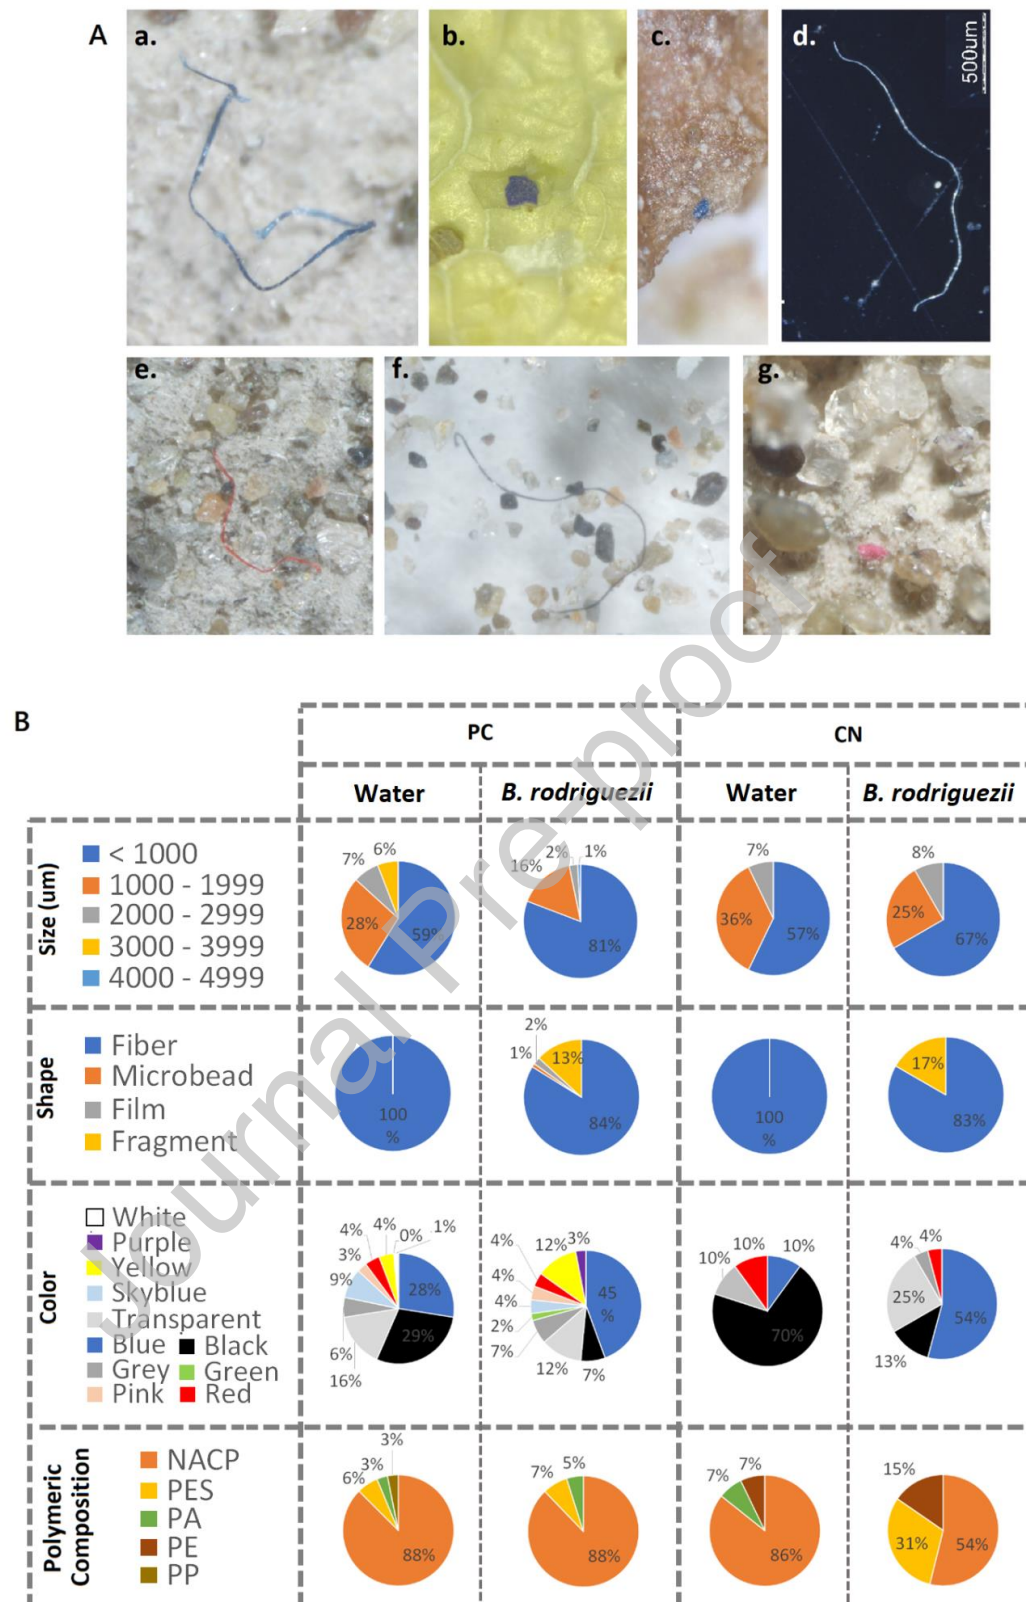 A
a.
b.
c.
d.
500um
e.
f.
g.
B
PC
CN
Water
B. rodriguezii
Water
B. rodriguezii
Size (um)
< 1000
1000 - 1999
2000 - 2999
3000 - 3999
4000 - 4999
7%
6%
28%
59%
16%
2%
1%
81%
7%
36%
57%
8%
25%
67%
Shape
Fiber
Microbead
Film
Fragment
100
%
2%
1%
13%
84%
100
%
17%
83%
Color
White
Purple
Yellow
Skyblue
Transparent
Blue Black
Grey Green
Pink Red
4%
4%
0%
1%
3%
9%
28%
29%
6%
16%
4%
12%
3%
4%
4%
2%
7%
12%
7%
45
%
10%
10%
10%
70%
4%
4%
25%
54%
13%
Polymeric
Composition
NACP
PES
PA
PE
PP
3%
3%
6%
88%
7%
5%
88%
7%
7%
86%
15%
31%
54%
Journal Pre-proof